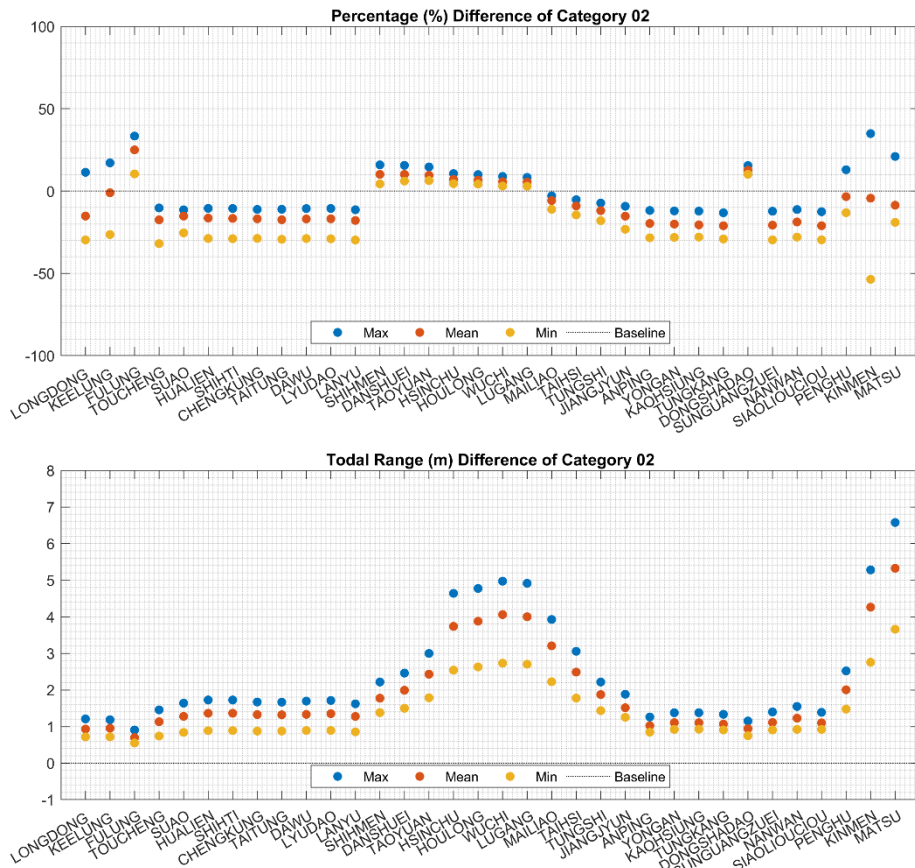 Percentage (%) Difference of Category 02
100
50
0
-50
-100
Max Mean Min Baseline
LONGDONG
KEELUNG
FULUNG
TOUCHENG
SUAO
HUALIEN
SHIHTI
CHENGKUNG
TAITUNG
DAWU
LYUDAO
LANYU
SHIHMEN
DANSHUEI
TAOYUAN
HSINCHU
HOULONG
WUCHI
LUGANG
MAILIAO
TAIHSI
TUNGSHI
JIANGJYUN
ANPING
YONGAN
KAOHSIUNG
TUNGKANG
DONGSHADAO
SUNGUANGZUEI
NANWAN
SIAOLIOUCIOU
PENGHU
KINMEN
MATSU
Todal Range (m) Difference of Category 02
8
7
6
5
4
3
2
1
0
-1
Max Mean Min Baseline
LONGDONG
KEELUNG
FULUNG
TOUCHENG
SUAO
HUALIEN
SHIHTI
CHENGKUNG
TAITUNG
DAWU
LYUDAO
LANYU
SHIHMEN
DANSHUEI
TAOYUAN
HSINCHU
HOULONG
WUCHI
LUGANG
MAILIAO
TAIHSI
TUNGSHI
JIANGJYUN
ANPING
YONGAN
KAOHSIUNG
TUNGKANG
DONGSHADAO
SUNGUANGZUEI
NANWAN
SIAOLIOUCIOU
PENGHU
KINMEN
MATSU